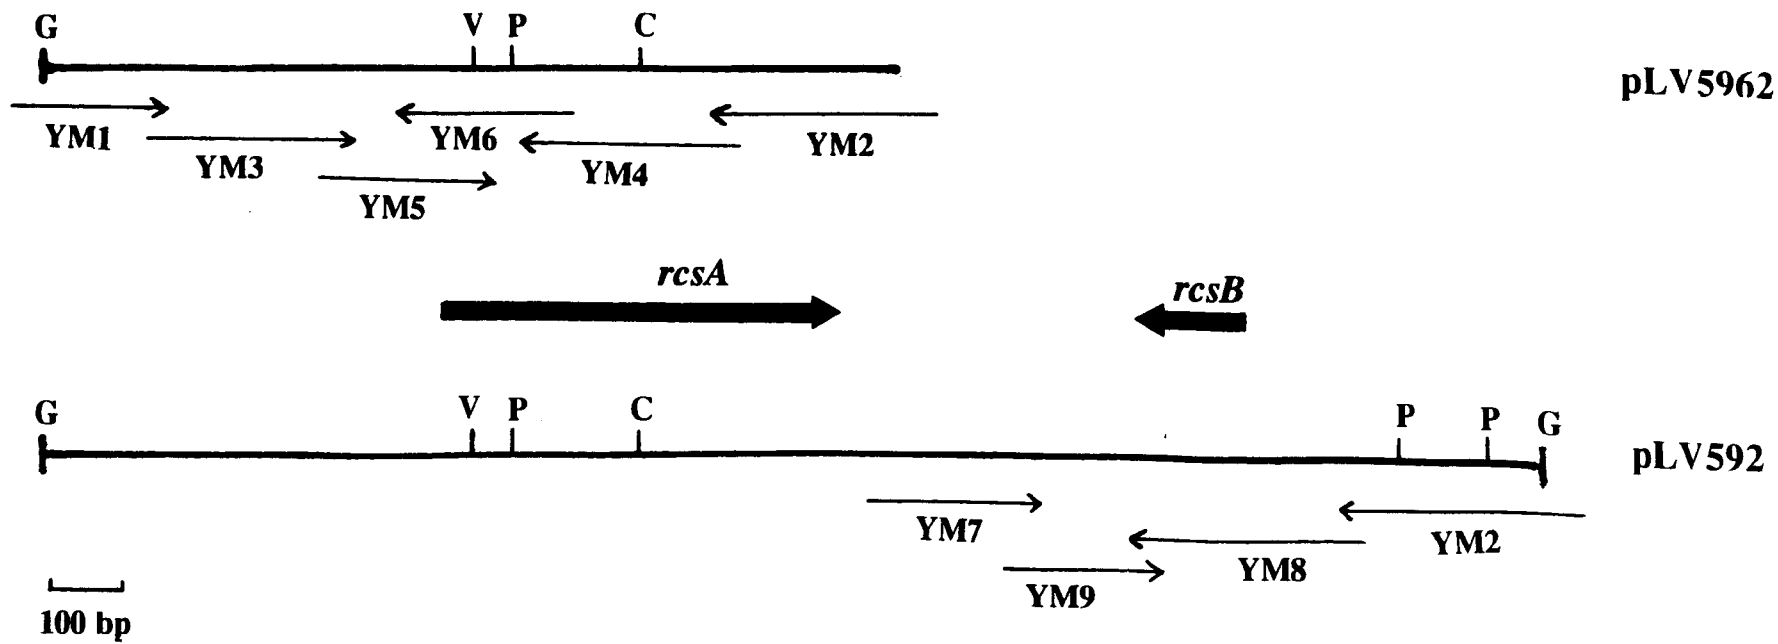 G V P C
pLV5962
YM1 YM6 YM2
YM3 YM4
YM5
rcsA rcsB
G V P C P P G
pLV592
YM7 YM2
YM9 YM8
100 bp